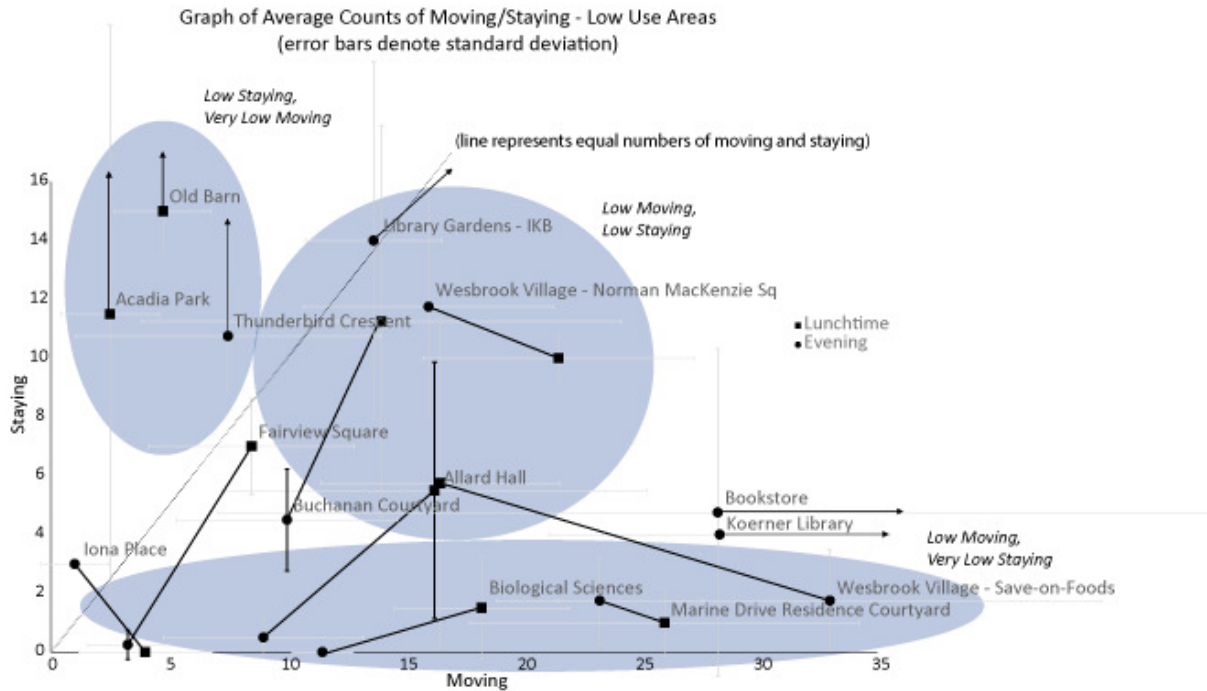 Graph of Average Counts of Moving/Staying - Low Use Areas
(error bars denote standard deviation)
Low Staying,
Very Low Moving
(line represents equal numbers of moving and staying)
16
Old Barn
Low Moving,
Low Staying
14
Library Gardens - IKB
12
Acadia Park
Wesbrook Village - Norman MacKenzie Sq
Thunderbird Crescent
Lunchtime
Evening
10
Staying
8
Fairview Square
6
Allard Hall
Buchanan Courtyard
Bookstore
4
Koerner Library
Iona Place
Low Moving,
Very Low Staying
2
Biological Sciences
Wesbrook Village - Save-on-Foods
Marine Drive Residence Courtyard
0
0 5 10 15 20 25 30 35
Moving